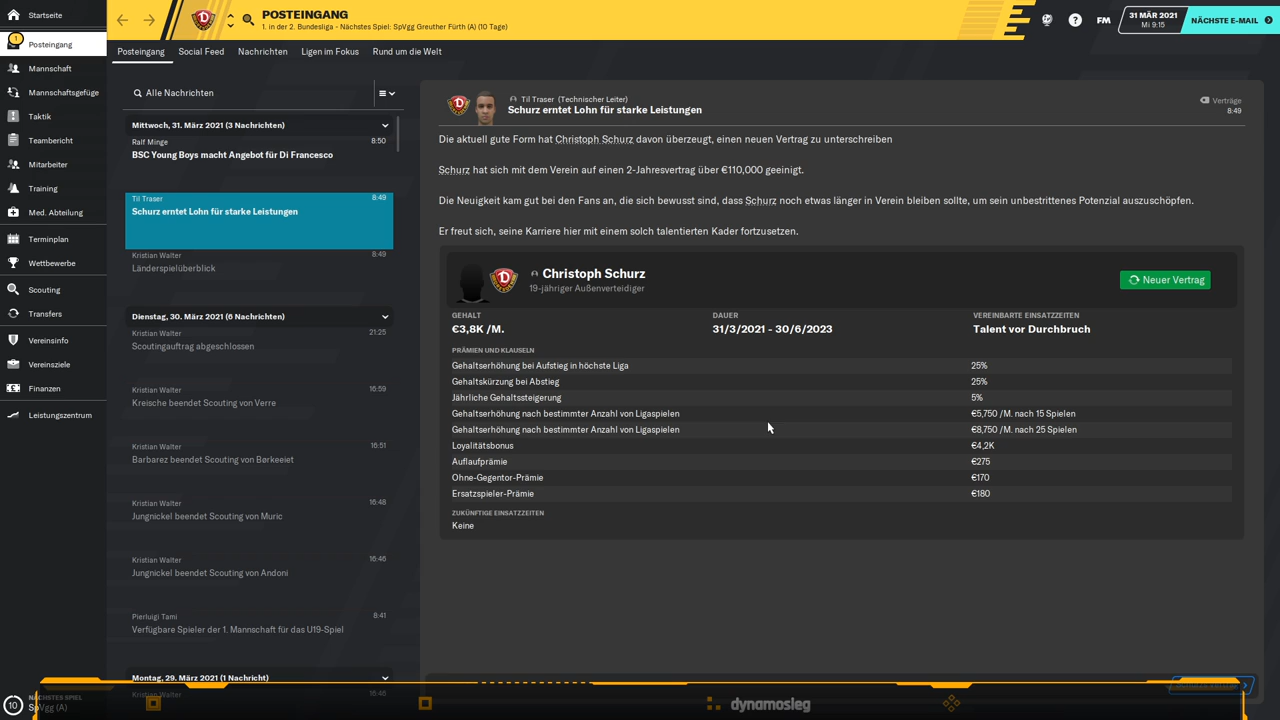 Startseite
1
Posteingang
Mannschaft
Mannschaftsgefüge
Taktik
Teambericht
Mitarbeiter
Training
Med. Abteilung
Terminplan
Wettbewerbe
Scouting
Transfers
Vereinsinfo
Vereinsziele
Finanzen
Leistungszentrum
10
NÄCHSTES SPIEL
SpVgg (A)
POSTEINGANG
1. in der 2. Bundesliga - Nächstes Spiel: SpVgg Greuther Fürth (A) (10 Tage)
FM
31 MÄR 2021
Mi 9:15
NÄCHSTE E-MAIL
Posteingang
Social Feed
Nachrichten
Ligen im Fokus
Rund um die Welt
Alle Nachrichten
Mittwoch, 31. März 2021 (3 Nachrichten)
Ralf Minge 8:50
BSC Young Boys macht Angebot für Di Francesco
Til Traser 8:49
Schurz erntet Lohn für starke Leistungen
Kristian Walter 8:49
Länderspielüberblick
Dienstag, 30. März 2021 (6 Nachrichten)
Kristian Walter 21:25
Scoutingauftrag abgeschlossen
Kristian Walter 16:59
Kreische beendet Scouting von Verre
Kristian Walter 16:51
Barbarez beendet Scouting von Børkeeiet
Kristian Walter 16:48
Jungnickel beendet Scouting von Muric
Kristian Walter 16:46
Jungnickel beendet Scouting von Andoni
Pierluigi Tami 8:41
Verfügbare Spieler der 1. Mannschaft für das U19-Spiel
Montag, 29. März 2021 (1 Nachricht)
Kristian Walter 16:46
Til Traser (Technischer Leiter)
Schurz erntet Lohn für starke Leistungen
Verträge
8:49
Die aktuell gute Form hat Christoph Schurz davon überzeugt, einen neuen Vertrag zu unterschreiben
Schurz hat sich mit dem Verein auf einen 2-Jahresvertrag über €110,000 geeinigt.
Die Neuigkeit kam gut bei den Fans an, die sich bewusst sind, dass Schurz noch etwas länger in Verein bleiben sollte, um sein unbestrittenes Potenzial auszuschöpfen.
Er freut sich, seine Karriere hier mit einem solch talentierten Kader fortzusetzen.
Christoph Schurz
19-jähriger Außenverteidiger
Neuer Vertrag
GEHALT DAUER VEREINBARTE EINSATZZEITEN
€3,8K /M. 31/3/2021 - 30/6/2023 Talent vor Durchbruch
PRÄMIEN UND KLAUSELN
Gehaltserhöhung bei Aufstieg in höchste Liga 25%
Gehaltskürzung bei Abstieg 25%
Jährliche Gehaltssteigerung 5%
Gehaltserhöhung nach bestimmter Anzahl von Ligaspielen €5,750 /M. nach 15 Spielen
Gehaltserhöhung nach bestimmter Anzahl von Ligaspielen €8,750 /M. nach 25 Spielen
Loyalitätsbonus €4,2K
Auflaufprämie €275
Ohne-Gegentor-Prämie €170
Ersatzspieler-Prämie €180
ZUKÜNFTIGE EINSATZZEITEN
Keine
dynamosleg